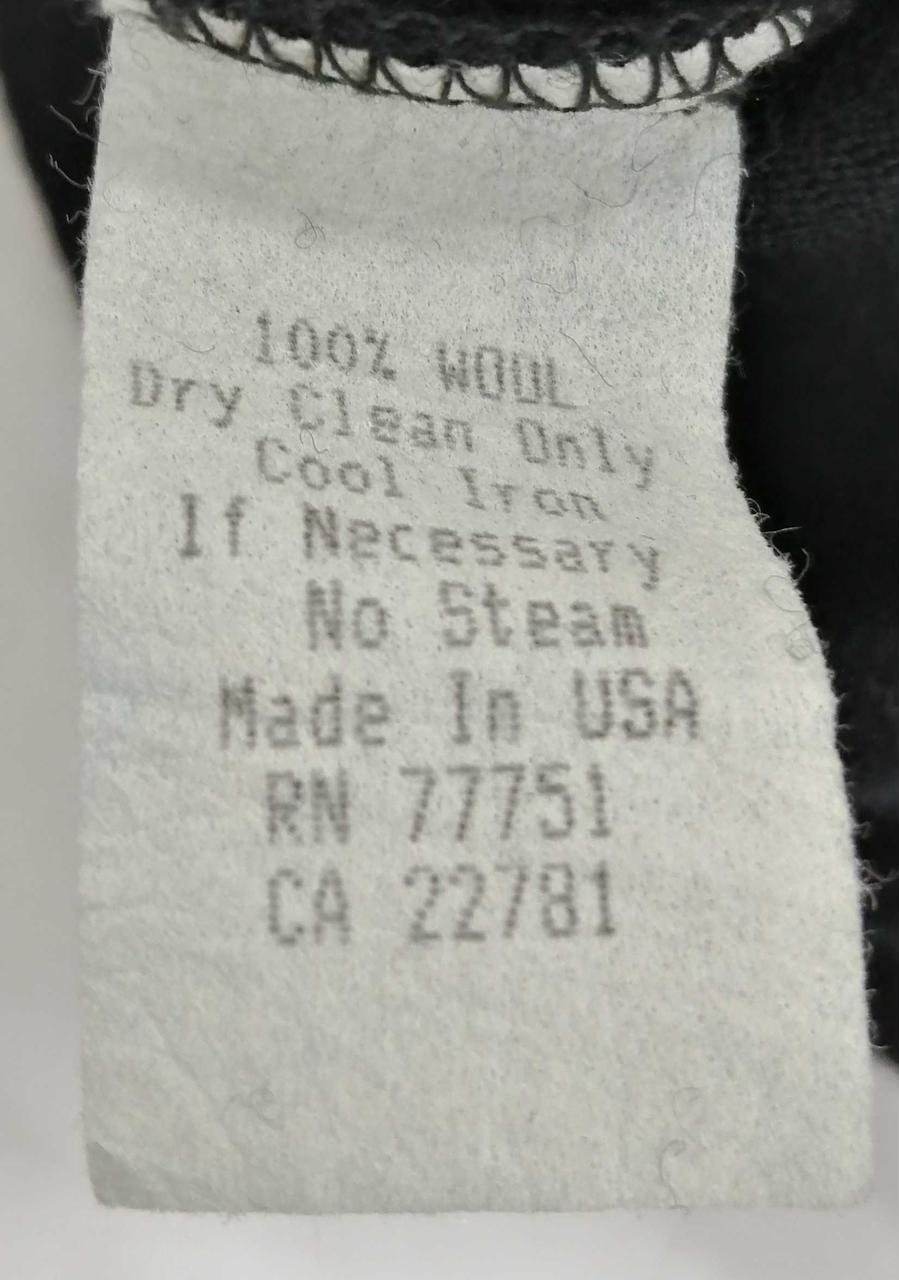 100% WOOL
Dry Clean Only
Cool Iron
If Necessary
No Steam
Made In USA
RN 77751
CA 22781